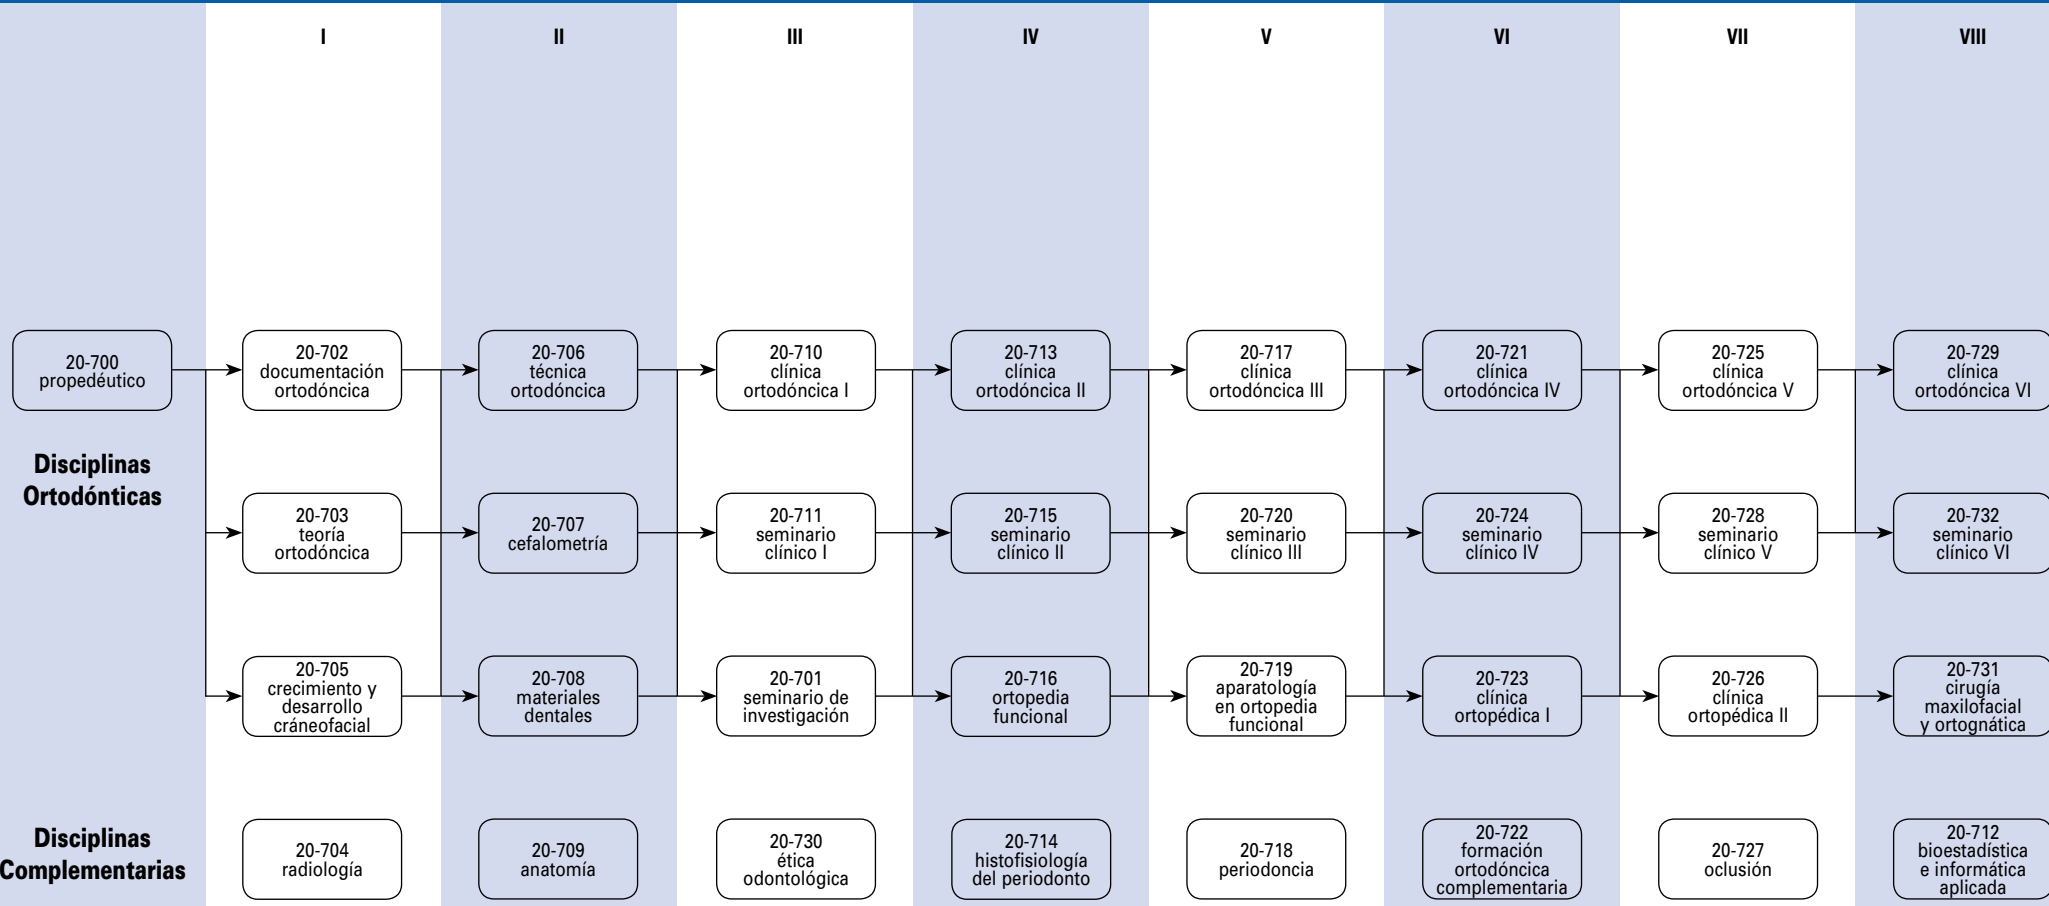 I
II
III
IV
V
VI
VII
VIII
20-700
propedéutico
20-702
documentación
ortodóncica
20-706
técnica
ortodóncica
20-710
clínica
ortodóncica I
20-713
clínica
ortodóncica II
20-717
clínica
ortodóncica III
20-721
clínica
ortodóncica IV
20-725
clínica
ortodóncica V
20-729
clínica
ortodóncica VI
Disciplinas
Ortodónticas
20-703
teoría
ortodóncica
20-707
cefalometría
20-711
seminario
clínico I
20-715
seminario
clínico II
20-720
seminario
clínico III
20-724
seminario
clínico IV
20-728
seminario
clínico V
20-732
seminario
clínico VI
20-705
crecimiento y
desarrollo
cráneofacial
20-708
materiales
dentales
20-701
seminario de
investigación
20-716
ortopedia
funcional
20-719
aparatología
en ortopedia
funcional
20-723
clínica
ortopédica I
20-726
clínica
ortopédica II
20-731
cirugía
maxilofacial
y ortognática
Disciplinas
Complementarias
20-704
radiología
20-709
anatomía
20-730
ética
odontológica
20-714
histofisiología
del periodonto
20-718
periodoncia
20-722
formación
ortodóncica
complementaria
20-727
oclusión
20-712
bioestadística
e informática
aplicada